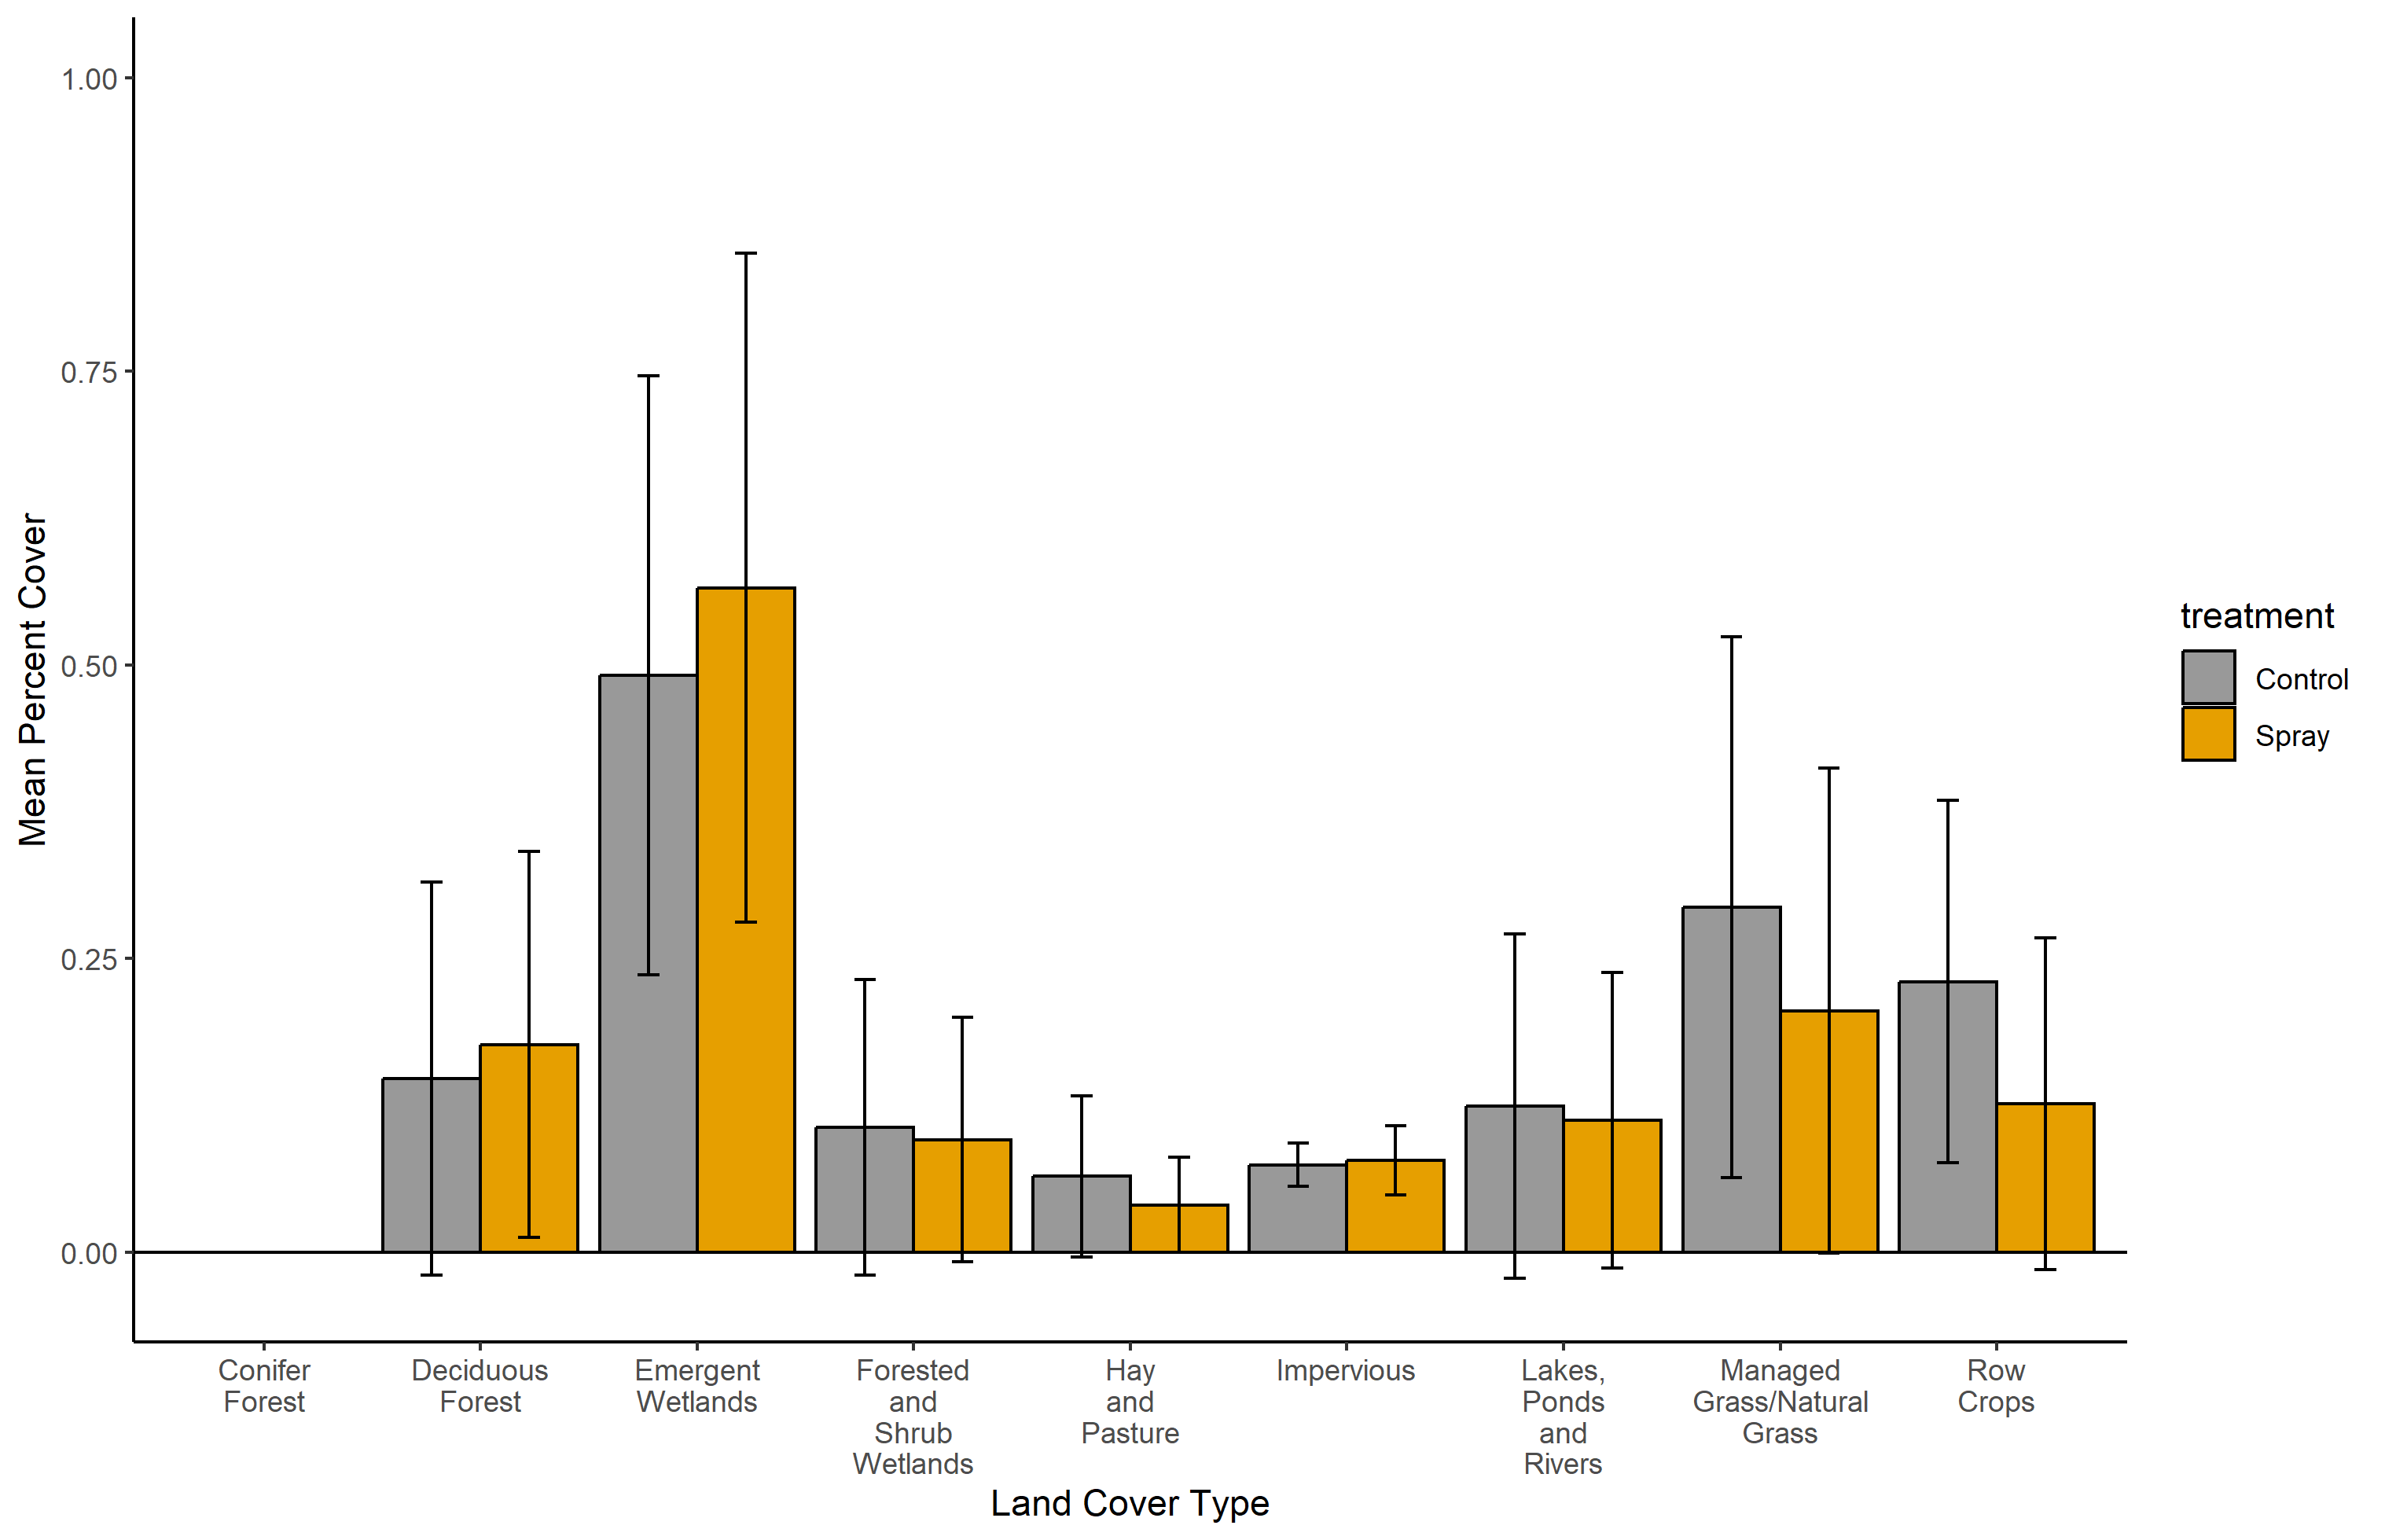 Mean Percent Cover
1.00
0.75
0.50
0.25
0.00
Conifer
Forest
Deciduous
Forest
Emergent
Wetlands
Forested
and
Shrub
Wetlands
Hay
and
Pasture
Impervious
Lakes,
Ponds
and
Rivers
Managed
Grass/Natural
Grass
Row
Crops
Land Cover Type
treatment
Control
Spray